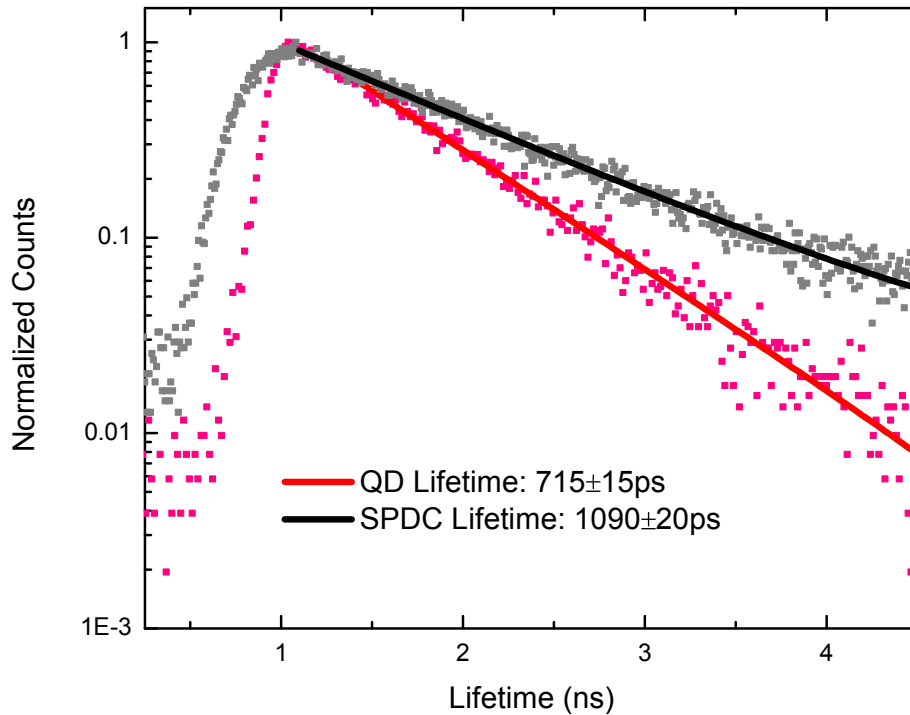 1
0.1
0.01
1E-3
Normalized Counts
QD Lifetime: 715±15ps
SPDC Lifetime: 1090±20ps
1 2 3 4
Lifetime (ns)